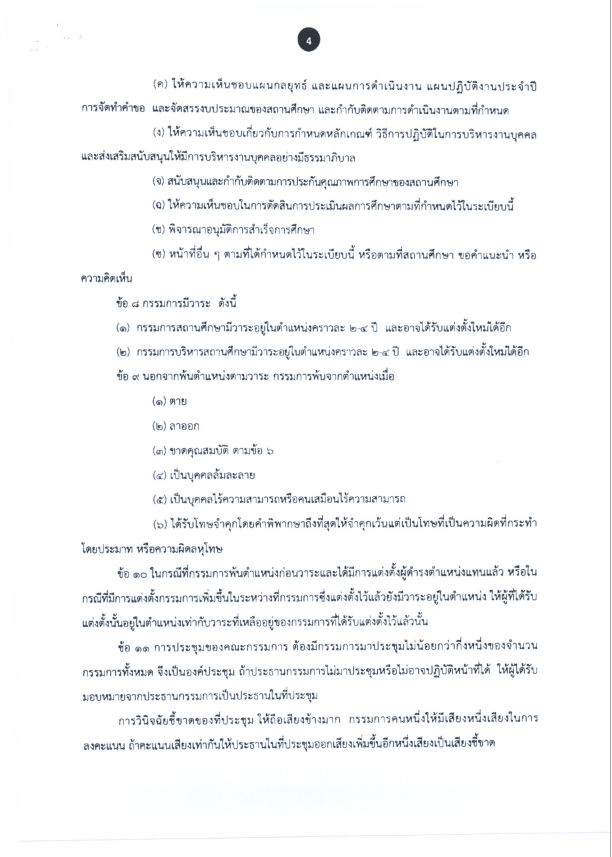 4
(ค) ให้ความเห็นชอบแผนกลยุทธ์ และแผนการดำเนินงาน แผนปฏิบัติงานประจำปี
การจัดทำคำขอ และจัดสรรงบประมาณของสถานศึกษา และกำกับติดตามการดำเนินงานตามที่กำหนด
(ง) ให้ความเห็นชอบเกี่ยวกับการกำหนดหลักเกณฑ์ วิธีการปฏิบัติในการบริหารงานบุคคล
และส่งเสริมสนับสนุนให้มีการบริหารงานบุคคลอย่างมีธรรมาภิบาล
(จ) สนับสนุนและกำกับติดตามการประกันคุณภาพการศึกษาของสถานศึกษา
(ฉ) ให้ความเห็นชอบในการตัดสินการประเมินผลการศึกษาตามที่กำหนดไว้ในระเบียบนี้
(ช) พิจารณาอนุมัติการสำเร็จการศึกษา
(ซ) หน้าที่อื่น ๆ ตามที่ได้กำหนดไว้ในระเบียบนี้ หรือตามที่สถานศึกษา ขอคำแนะนำ หรือ
ความคิดเห็น
ข้อ ๘ กรรมการมีวาระ ดังนี้
(๑) กรรมการสถานศึกษามีวาระอยู่ในตำแหน่งคราวละ ๒-๔ ปี และอาจได้รับแต่งตั้งใหม่ได้อีก
(๒) กรรมการบริหารสถานศึกษามีวาระอยู่ในตำแหน่งคราวละ ๒-๔ ปี และอาจได้รับแต่งตั้งใหม่ได้อีก
ข้อ ๙ นอกจากพ้นตำแหน่งตามวาระ กรรมการพ้นจากตำแหน่งเมื่อ
(๑) ตาย
(๒) ลาออก
(๓) ขาดคุณสมบัติ ตามข้อ ๖
(๔) เป็นบุคคลล้มละลาย
(๕) เป็นบุคคลไร้ความสามารถหรือคนเสมือนไร้ความสามารถ
(๖) ได้รับโทษจำคุกโดยคำพิพากษาถึงที่สุดให้จำคุกเว้นแต่เป็นโทษที่เป็นความผิดที่กระทำ
โดยประมาท หรือความผิดลหุโทษ
ข้อ ๑๐ ในกรณีที่กรรมการพ้นตำแหน่งก่อนวาระและได้มีการแต่งตั้งผู้ดำรงตำแหน่งแทนแล้ว หรือใน
กรณีที่มีการแต่งตั้งกรรมการเพิ่มขึ้นในระหว่างที่กรรมการซึ่งแต่งตั้งไว้แล้วยังมีวาระอยู่ในตำแหน่ง ให้ผู้ที่ได้รับ
แต่งตั้งนั้นอยู่ในตำแหน่งเท่ากับวาระที่เหลืออยู่ของกรรมการที่ได้รับแต่งตั้งไว้แล้วนั้น
ข้อ ๑๑ การประชุมของคณะกรรมการ ต้องมีกรรมการมาประชุมไม่น้อยกว่ากึ่งหนึ่งของจำนวน
กรรมการทั้งหมด จึงเป็นองค์ประชุม ถ้าประธานกรรมการไม่มาประชุมหรือไม่อาจปฏิบัติหน้าที่ได้ ให้ผู้ได้รับ
มอบหมายจากประธานกรรมการเป็นประธานในที่ประชุม
การวินิจฉัยชี้ขาดของที่ประชุม ให้ถือเสียงข้างมาก กรรมการคนหนึ่งให้มีเสียงหนึ่งเสียงในการ
ลงคะแนน ถ้าคะแนนเสียงเท่ากันให้ประธานในที่ประชุมออกเสียงเพิ่มขึ้นอีกหนึ่งเสียงเป็นเสียงชี้ขาด